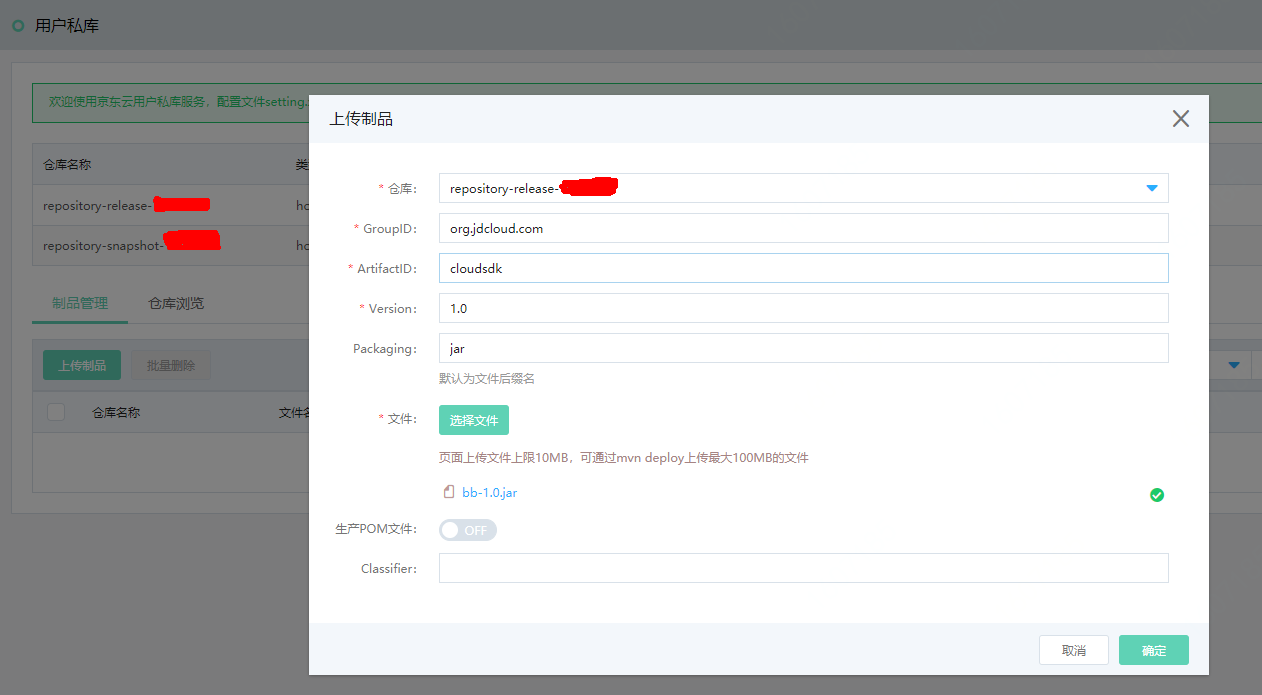 用户私库
欢迎使用京东云用户私库服务，配置文件setting.
上传制品
仓库名称
类
repository-release-
ho
repository-snapshot-
ho
制品管理
仓库浏览
上传制品
批量删除
仓库名称
文件名
* 仓库：
repository-release-
* GroupID：
org.jdcloud.com
* ArtifactID：
cloudsdk
* Version：
1.0
Packaging：
jar
默认为文件后缀名
* 文件：
选择文件
页面上传文件上限10MB，可通过mvn deploy上传最大100MB的文件
bb-1.0.jar
生产POM文件：
OFF
Classifier：
取消
确定